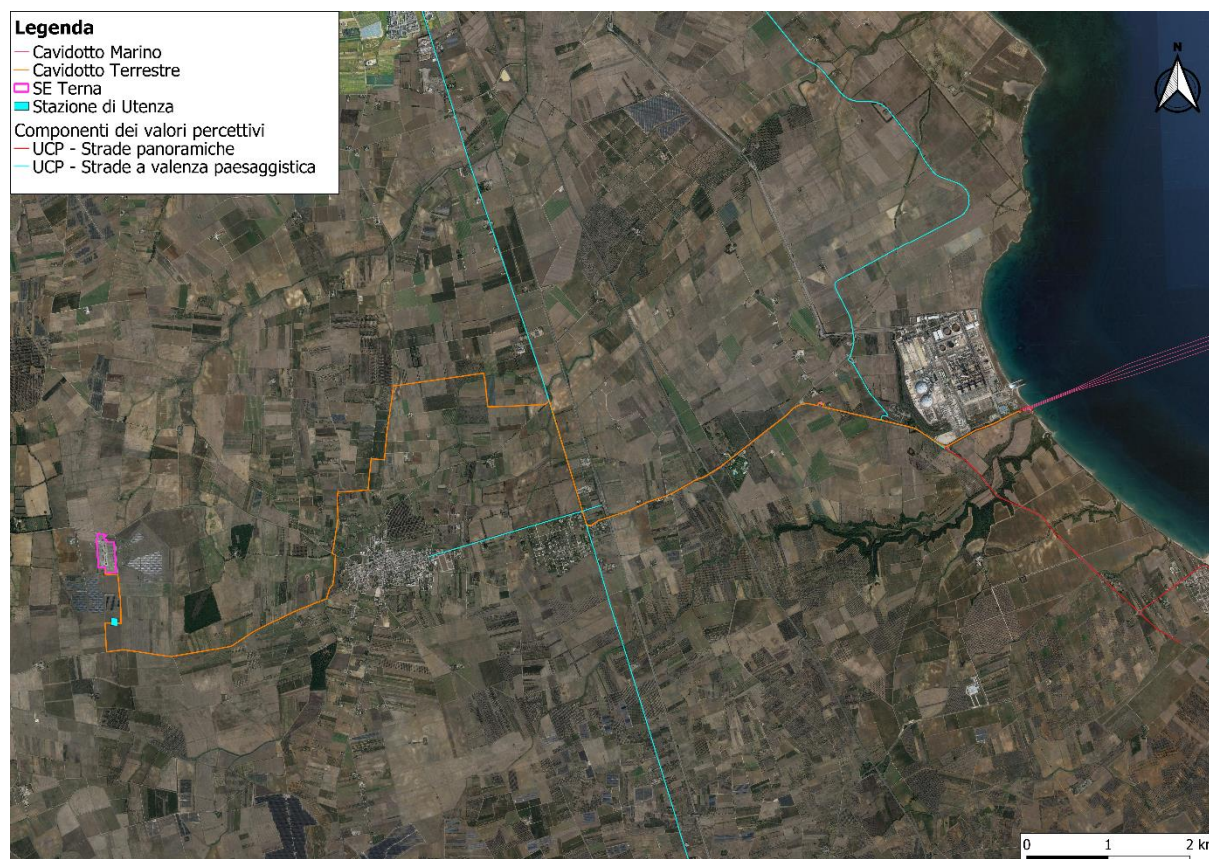 Legenda
Cavidotto Marino
Cavidotto Terrestre
SE Terna
Stazione di Utenza
Componenti dei valori percettivi
UCP - Strade panoramiche
UCP - Strade a valenza paesaggistica
N
0 1 2 km